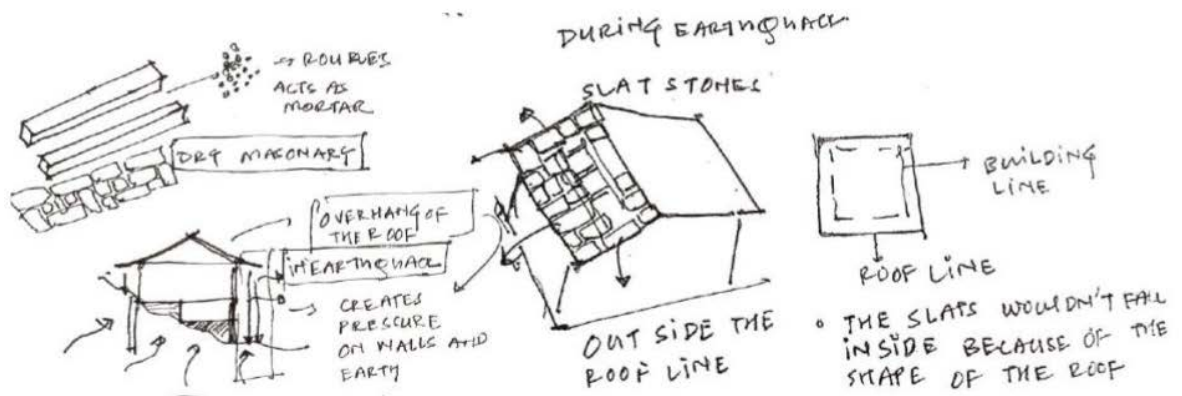 DURING EARTHQUACK
→ ROUBLES
ACTS AS
MORTAR
DRY MASONARY
SLAT STONES
OVERHANG OF
THE ROOF
IN EARTHQUACK
→ CREATES
PRESSURE
ON WALLS AND
EARTH
OUT SIDE THE
ROOF LINE
BUILDING
LINE
ROOF LINE
• THE SLATS WOULDN'T FALL
INSIDE BECAUSE OF THE
SHAPE OF THE ROOF